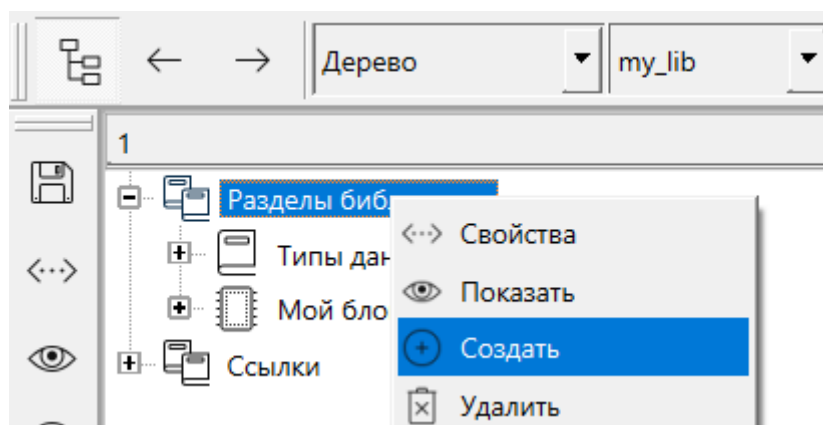 Дерево my_lib
1
Разделы биб
Свойства
Типы дан
Показать
Мой бло
Создать
Ссылки
Удалить